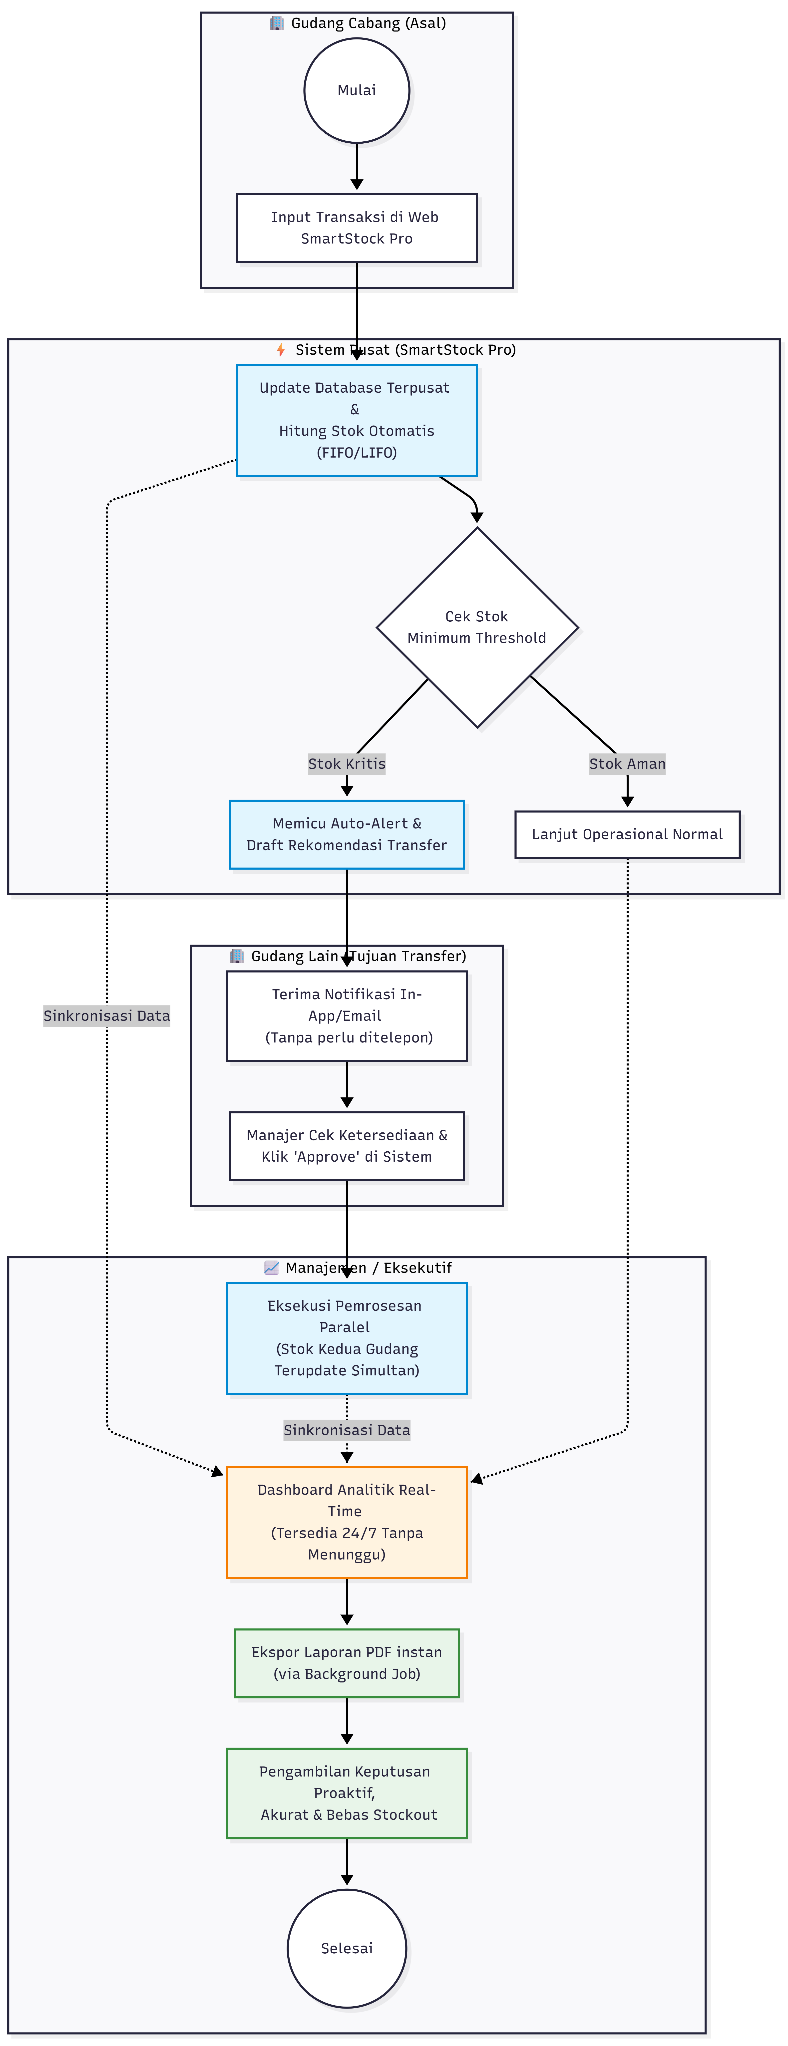 Gudang Cabang (Asal)
Mulai
Input Transaksi di Web
SmartStock Pro
Sistem Pusat (SmartStock Pro)
Update Database Terpusat
&
Hitung Stok Otomatis
(FIFO/LIFO)
Cek Stok
Minimum Threshold
Stok Kritis
Stok Aman
Memicu Auto-Alert &
Draft Rekomendasi Transfer
Lanjut Operasional Normal
Gudang Lain (Tujuan Transfer)
Terima Notifikasi In-
App/Email
(Tanpa perlu ditelepon)
Sinkronisasi Data
Manajer Cek Ketersediaan &
Klik 'Approve' di Sistem
Manajemen / Eksekutif
Eksekusi Pemrosesan
Paralel
(Stok Kedua Gudang
Terupdate Simultan)
Sinkronisasi Data
Dashboard Analitik Real-
Time
(Tersedia 24/7 Tanpa
Menunggu)
Ekspor Laporan PDF instan
(via Background Job)
Pengambilan Keputusan
Proaktif,
Akurat & Bebas Stockout
Selesai